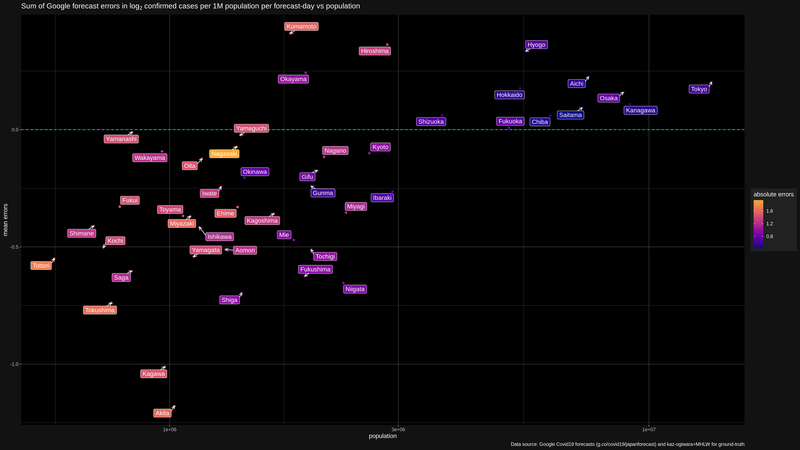 Sum of Google forecast errors in log2 confirmed cases per 1M population per forecast-day vs population
Kumamoto
Hyogo
Hiroshima
Okayama
Aichi
Tokyo
Hokkaido
Osaka
Kanagawa
Saitama
Shizuoka
Fukuoka
Chiba
0.0
Yamaguchi
Yamanashi
Kyoto
Nagano
Nagasaki
Wakayama
Oita
Okinawa
Gifu
Iwate
Gunma
Ibaraki
absolute errors
1.6
1.2
0.8
Fukui
Toyama
Ehime
Miyagi
mean errors
Miyazaki
Kagoshima
Shimane
Ishikawa
Mie
Kochi
-0.5
Yamagata
Aomori
Tochigi
Tottori
Fukushima
Saga
Niigata
Shiga
Tokushima
-1.0
Kagawa
Akita
1e+06
3e+06
1e+07
population
Data source: Google Covid19 forecasts (g.co/covid19/japanforecast) and kaz-ogiwara+MHLW for ground-truth